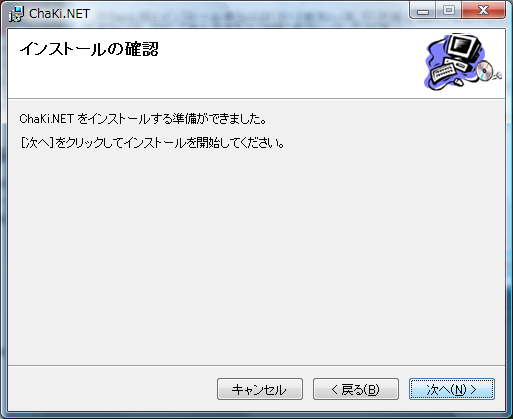 ChaKi.NET
インストールの確認
ChaKi.NET をインストールする準備ができました。
[次へ]をクリックしてインストールを開始してください。
キャンセル
< 戻る(B)
次へ(N) >